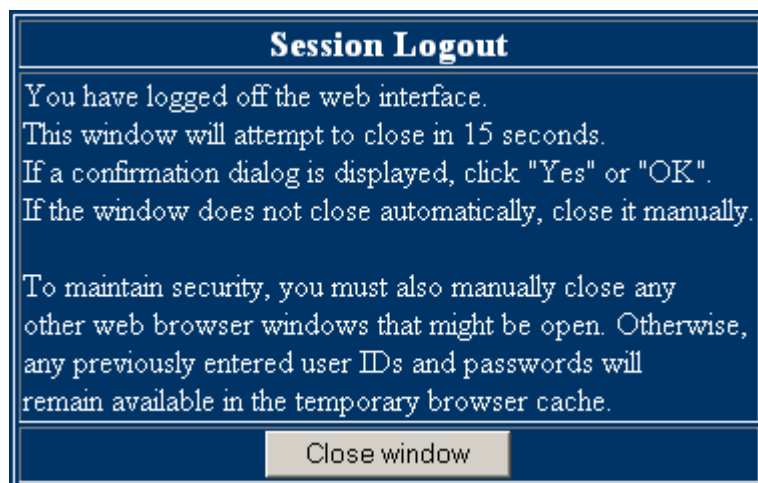 Session Logout
You have logged off the web interface.
This window will attempt to close in 15 seconds.
If a confirmation dialog is displayed, click "Yes" or "OK".
If the window does not close automatically, close it manually.
To maintain security, you must also manually close any
other web browser windows that might be open. Otherwise,
any previously entered user IDs and passwords will
remain available in the temporary browser cache.
Close window